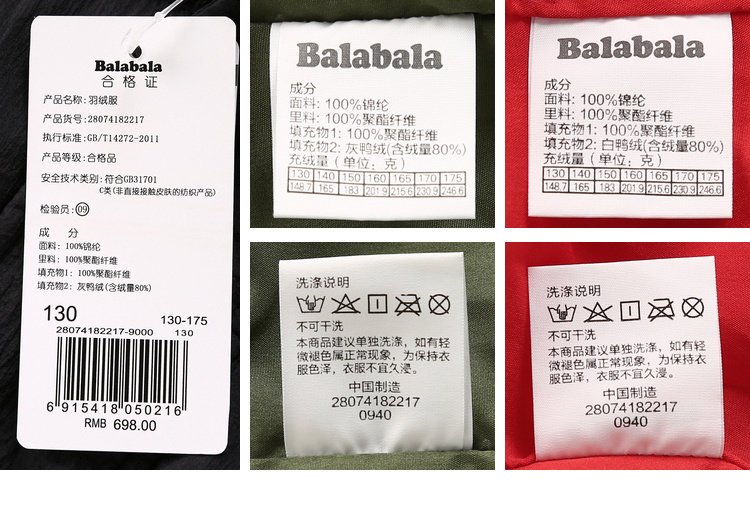 Balabala
合格证
产品名称: 羽绒服
产品货号: 28074182217
执行标准: GB/T14272-2011
产品等级: 合格品
安全技术类别: 符合GB31701
C类(非直接接触皮肤的纺织产品)
检验员: 09
成 分
面料: 100%锦纶
里料: 100%聚酯纤维
填充物1: 100%聚酯纤维
填充物2: 灰鸭绒(含绒量80%)
130 130-175
28074182217-9000 130
6 915418 050216
RMB 698.00
Balabala
成分
面料: 100%锦纶
里料: 100%聚酯纤维
填充物1: 100%聚酯纤维
填充物2: 灰鸭绒(含绒量80%)
充绒量 (单位: 克)
130 140 150 160 165 170 175
148.7 165 183 201.9 215.6 230.9 246.6
Balabala
成分
面料: 100%锦纶
里料: 100%聚酯纤维
填充物1: 100%聚酯纤维
填充物2: 白鸭绒(含绒量80%)
充绒量 (单位: 克)
130 140 150 160 165 170 175
148.7 165 183 201.9 215.6 230.9 246.6
洗涤说明
不可干洗
本商品建议单独洗涤, 如有轻
微褪色属正常现象, 为保持衣
服色泽, 衣服不宜久浸。
中国制造
28074182217
0940
洗涤说明
不可干洗
本商品建议单独洗涤, 如有轻
微褪色属正常现象, 为保持衣
服色泽, 衣服不宜久浸。
中国制造
28074182217
0940